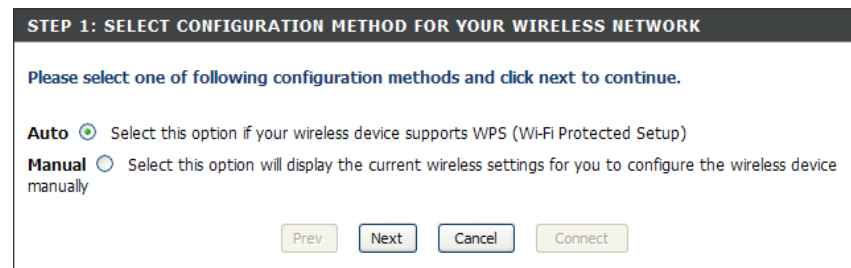 STEP 1: SELECT CONFIGURATION METHOD FOR YOUR WIRELESS NETWORK
Please select one of following configuration methods and click next to continue.
Auto Select this option if your wireless device supports WPS (Wi-Fi Protected Setup)
Manual Select this option will display the current wireless settings for you to configure the wireless device
manually
Prev Next Cancel Connect